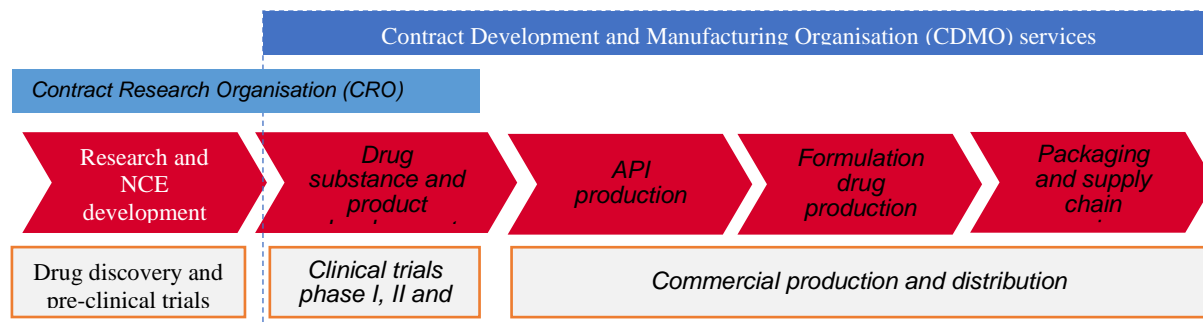 Contract Development and Manufacturing Organisation (CDMO) services
Contract Research Organisation (CRO)
Research and
NCE
development
Drug
substance and
product
API
production
Formulation
drug
production
Packaging
and supply
chain
Drug discovery and
pre-clinical trials
Clinical trials
phase I, II and
Commercial production and distribution